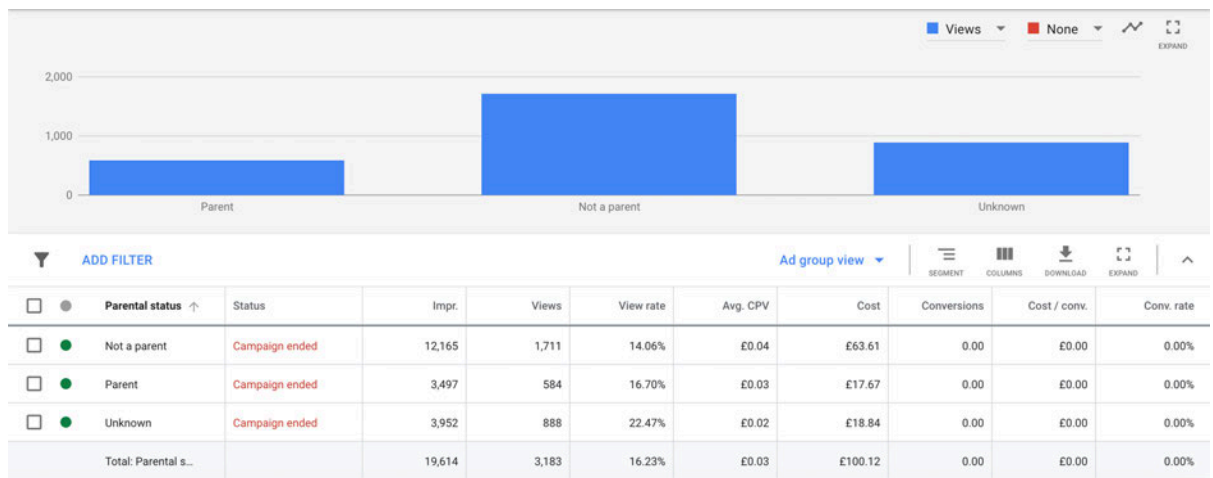 Views None
EXPAND
2,000
1,000
0
Parent Not a parent Unknown
ADD FILTER Ad group view SEGMENT COLUMNS DOWNLOAD EXPAND
Parental status Status Impr. Views View rate Avg. CPV Cost Conversions Cost / conv. Conv. rate
Not a parent Campaign ended 12,165 1,711 14.06% £0.04 £63.61 0.00 £0.00 0.00%
Parent Campaign ended 3,497 584 16.70% £0.03 £17.67 0.00 £0.00 0.00%
Unknown Campaign ended 3,952 888 22.47% £0.02 £18.84 0.00 £0.00 0.00%
Total: Parental s... 19,614 3,183 16.23% £0.03 £100.12 0.00 £0.00 0.00%